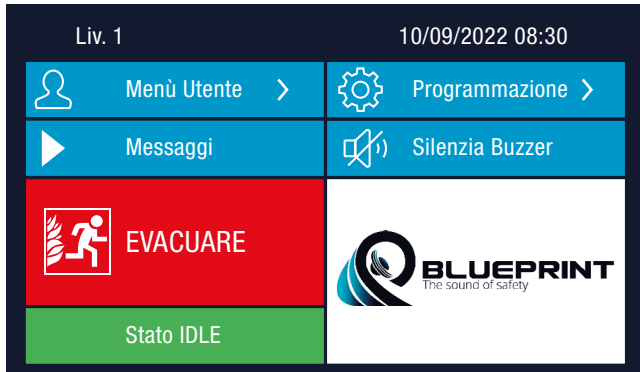 Liv. 1 10/09/2022 08:30
Menù Utente Programmazione
Messaggi Silenzia Buzzer
EVACUARE
BLUEPRINT
The sound of safety
Stato IDLE